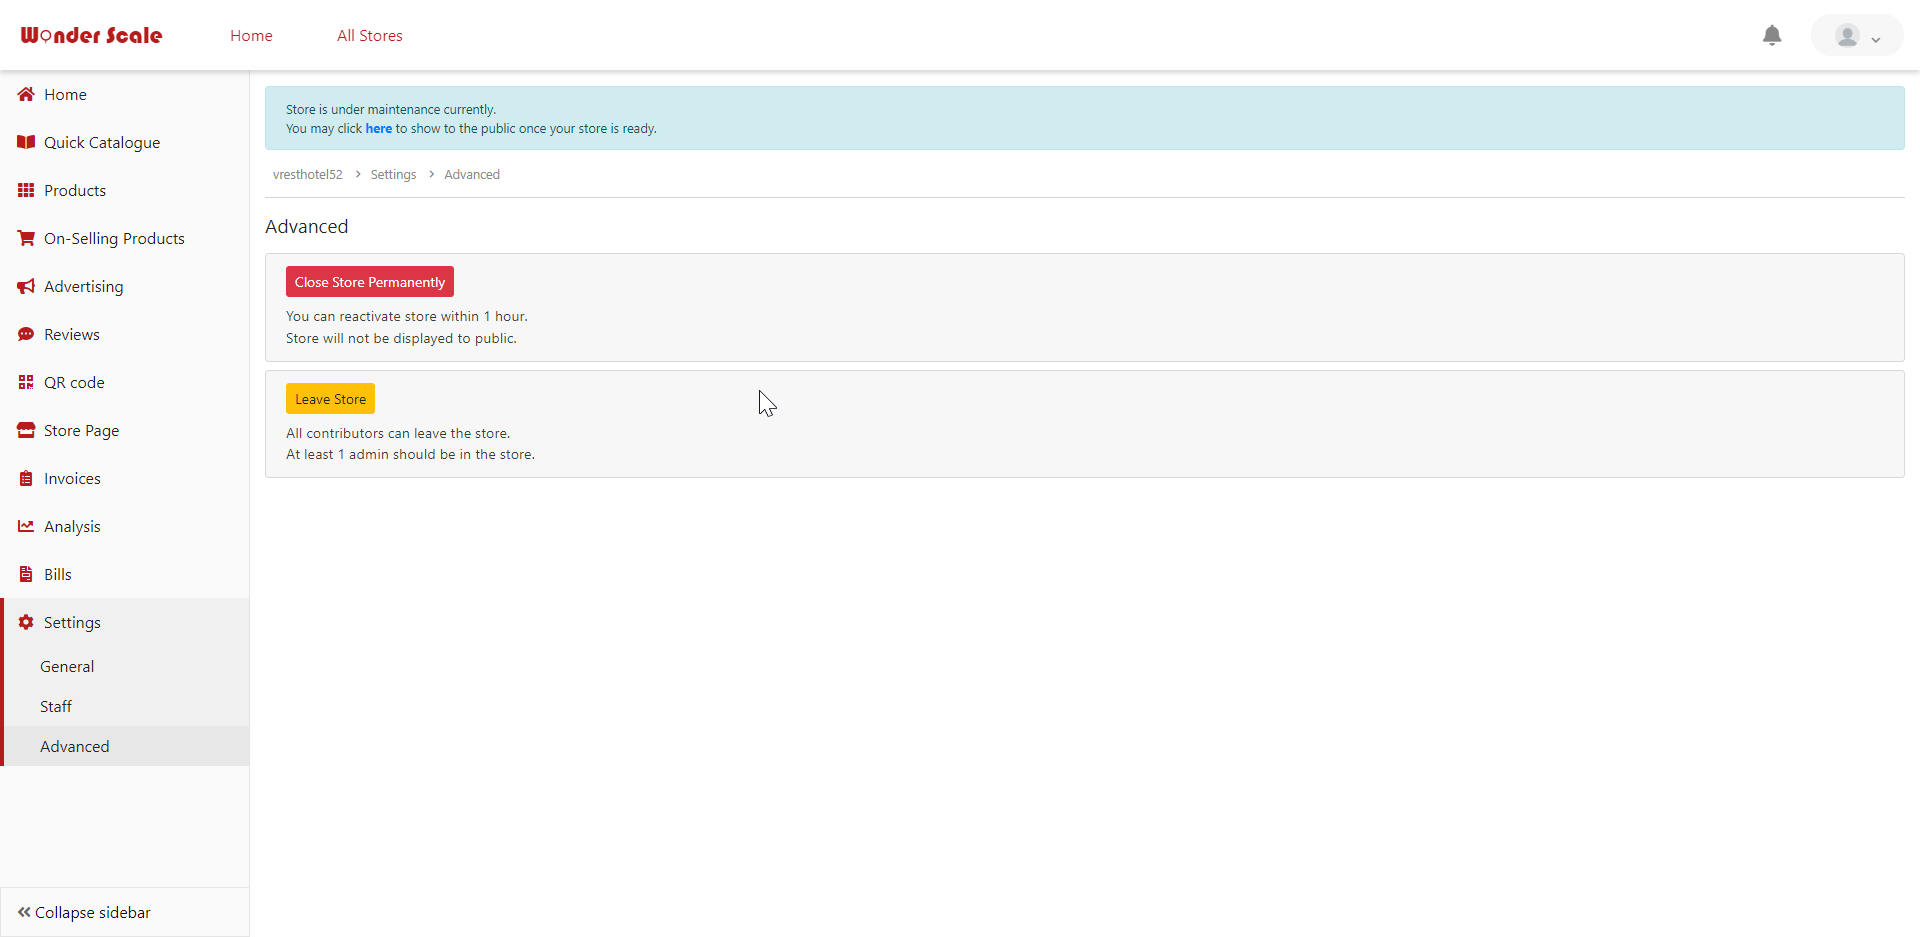 Wonder Scale
Home
All Stores
Home
Quick Catalogue
Products
On-Selling Products
Advertising
Reviews
QR code
Store Page
Invoices
Analysis
Bills
Settings
General
Staff
Advanced
Collapse sidebar
Store is under maintenance currently.
You may click here to show to the public once your store is ready.
vresthotel52 > Settings > Advanced
Advanced
Close Store Permanently
You can reactivate store within 1 hour.
Store will not be displayed to public.
Leave Store
All contributors can leave the store.
At least 1 admin should be in the store.